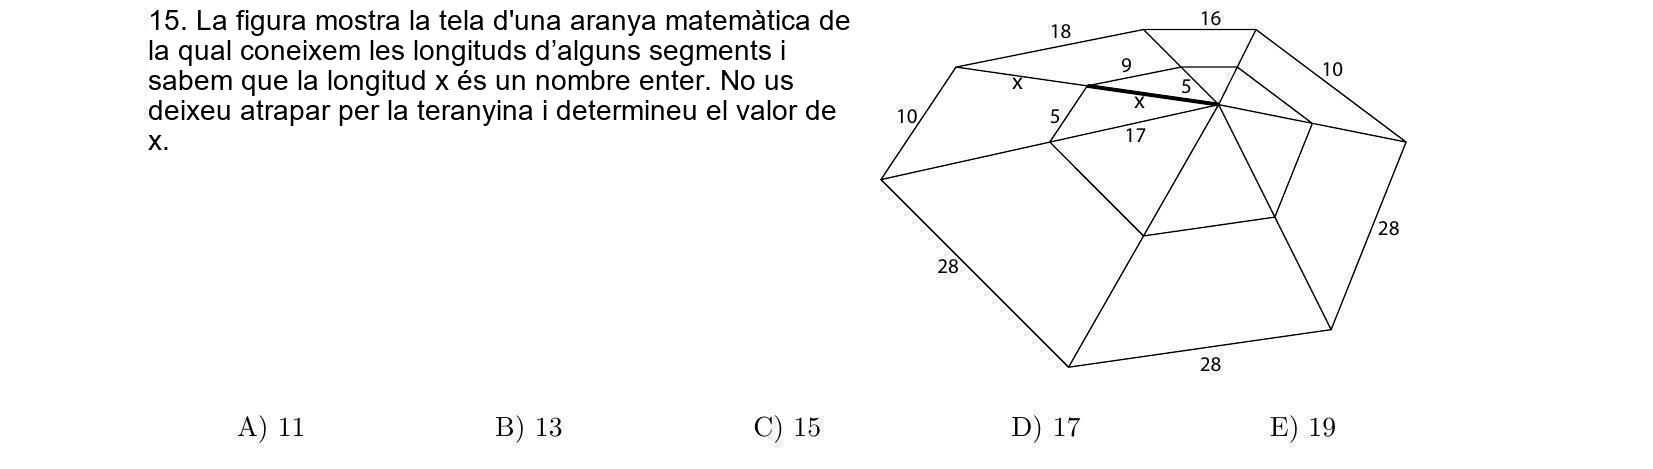 15. La figura mostra la tela d'una aranya matemàtica de
la qual coneixem les longituds d’alguns segments i
sabem que la longitud x és un nombre enter. No us
deixeu atrapar per la teranyina i determineu el valor de
x.
16
18
9
10
x
5
x
10
5
17
28
28
28
A) 11 B) 13 C) 15 D) 17 E) 19